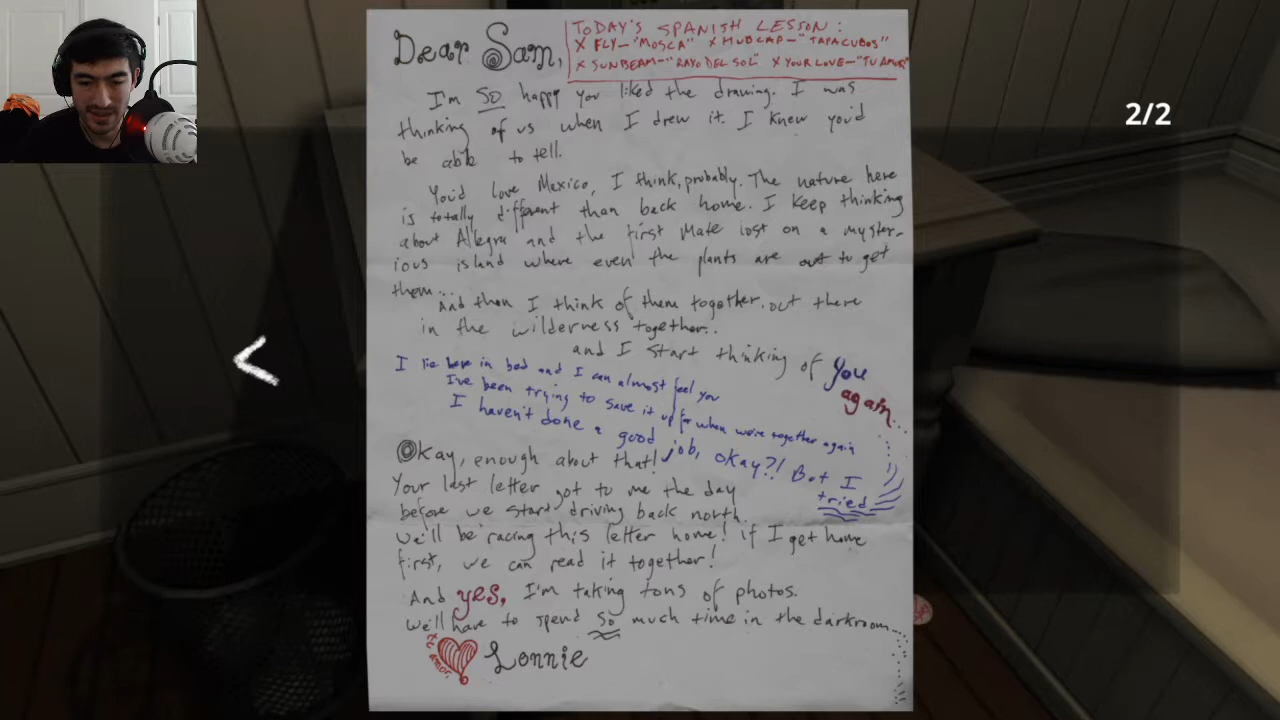 Dear Sam,
TODAY'S SPANISH LESSON:
x FLY—"MOSCA" x HUBCAP—"TAPACUBOS"
x SUNBEAM—"RAYO DEL SOL" x YOUR LOVE—"TU AMOR"
2/2
I'm SO happy you liked the drawing. I was
thinking of us when I drew it. I knew you'd
be able to tell.
You'd love Mexico, I think, probably. The nature here
is totally different than back home. I keep thinking
about Allegra and the First Mate lost on a myster-
ious island where even the plants are out to get
them...
And then I think of them together, out there
in the wilderness together..
and I start thinking of you
again...
I lie here in bed and I can almost feel you
I've been trying to save it up for when we're together again
I haven't done a good job, okay?! But I
tried
Okay, enough about that!
Your last letter got to me the day
before we start driving back north.
We'll be racing this letter home! if I get home
first, we can read it together!
And yes, I'm taking tons of photos.
We'll have to spend so much time in the darkroom...
Lonnie